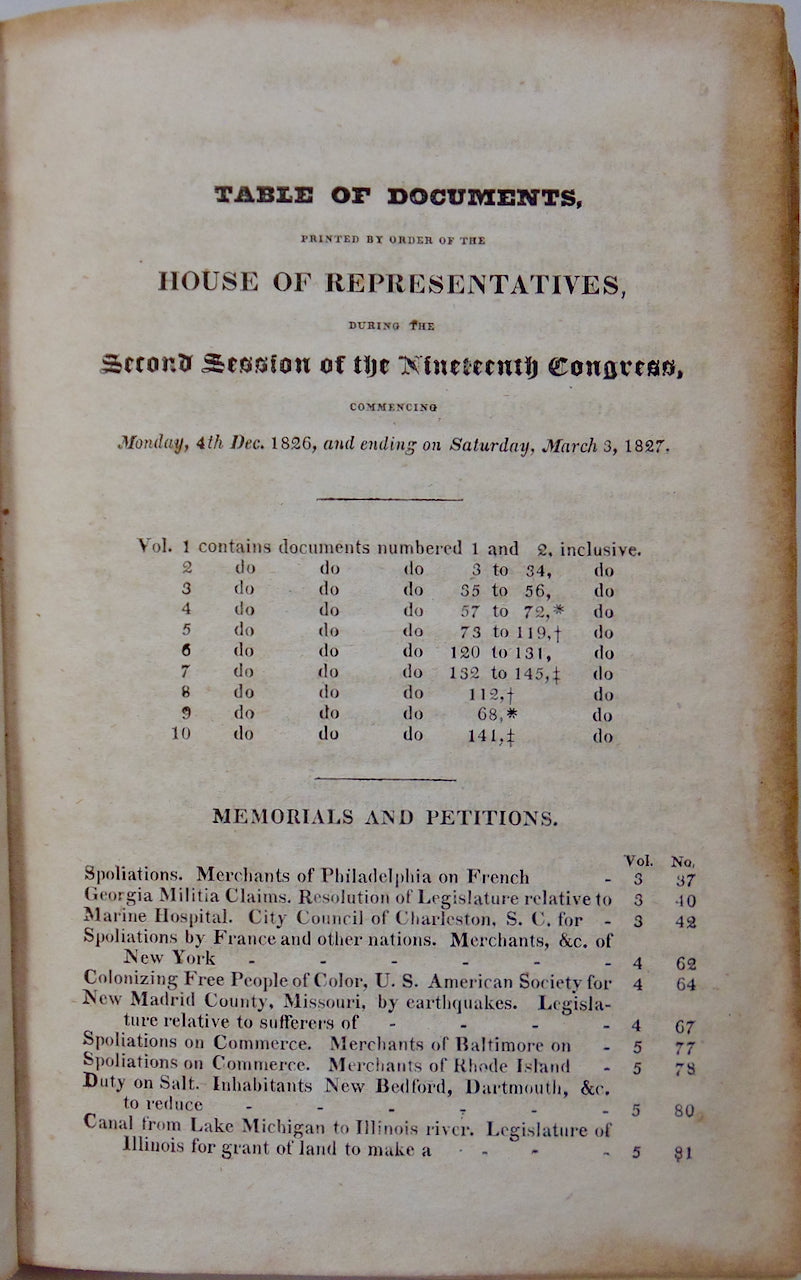 TABLE OF DOCUMENTS,
PRINTED BY ORDER OF THE
HOUSE OF REPRESENTATIVES,
DURING THE
Second Session of the Nineteenth Congress,
COMMENCING
Monday, 4th Dec. 1826, and ending on Saturday, March 3, 1827.
Vol. 1 contains documents numbered 1 and 2, inclusive.
2 do do do 3 to 34, do
3 do do do 35 to 56, do
4 do do do 57 to 72,* do
5 do do do 73 to 119,† do
6 do do do 120 to 131, do
7 do do do 132 to 145,‡ do
8 do do do 112,† do
9 do do do 68,* do
10 do do do 141,‡ do
MEMORIALS AND PETITIONS.
Vol. No.
Spoliations. Merchants of Philadelphia on French - 3 37
Georgia Militia Claims. Resolution of Legislature relative to 3 40
Marine Hospital. City Council of Charleston, S. C. for - 3 42
Spoliations by France and other nations. Merchants, &c. of
New York - - - - - - 4 62
Colonizing Free People of Color, U. S. American Society for 4 64
New Madrid County, Missouri, by earthquakes. Legisla-
ture relative to sufferers of - - - - 4 67
Spoliations on Commerce. Merchants of Baltimore on - 5 77
Spoliations on Commerce. Merchants of Rhode Island - 5 78
Duty on Salt. Inhabitants New Bedford, Dartmouth, &c.
to reduce - - - - - - 5 80
Canal from Lake Michigan to Illinois river. Legislature of
Illinois for grant of land to make a - - - - 5 81